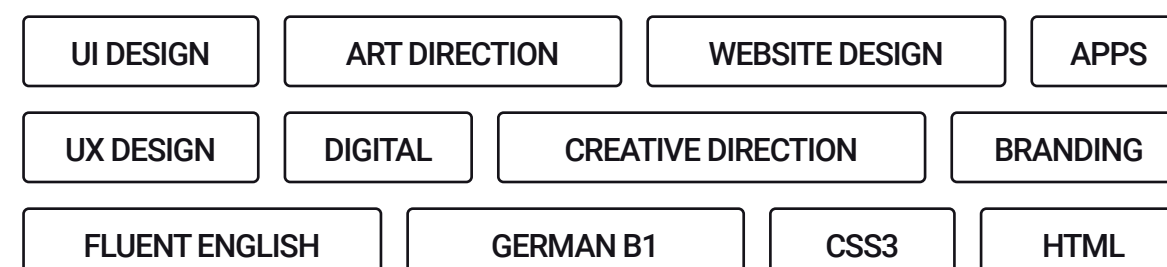 UI DESIGN ART DIRECTION WEBSITE DESIGN APPS
UX DESIGN DIGITAL CREATIVE DIRECTION BRANDING
FLUENT ENGLISH GERMAN B1 CSS3 HTML